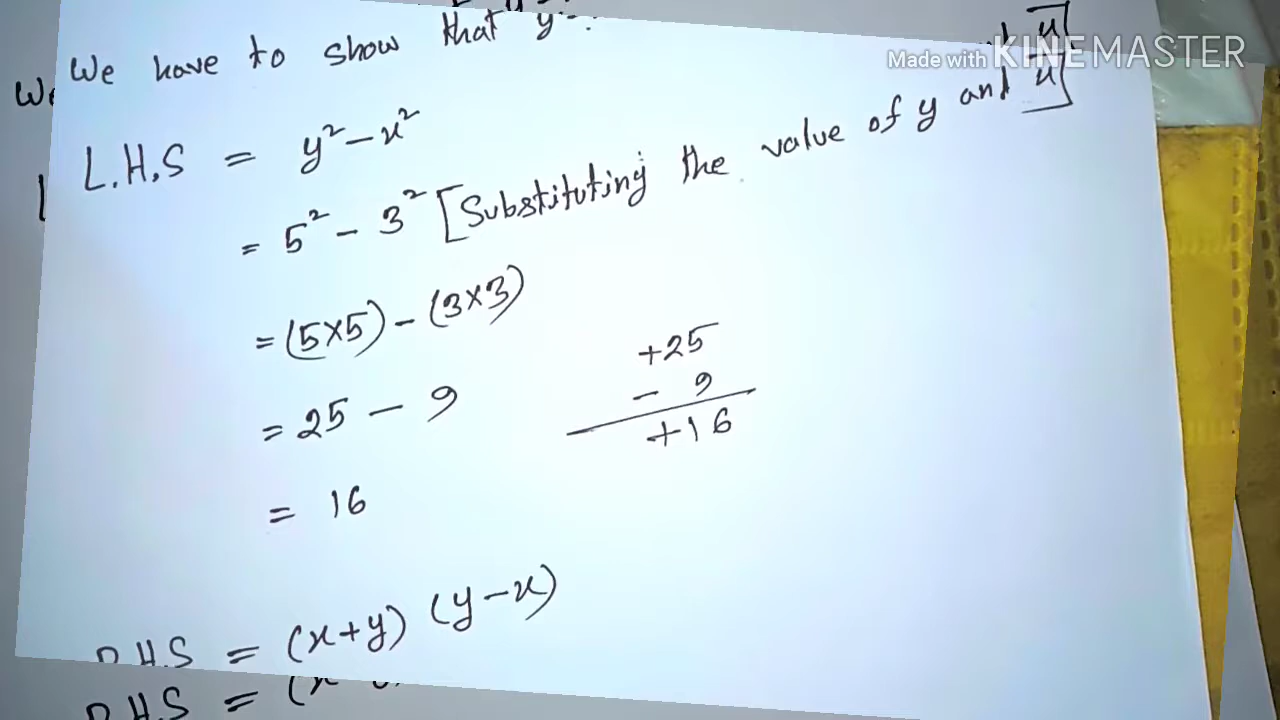 We have to show that y
Made with KINEMASTER
L.H.S = y² - x²
= 5² - 3² [Substituting the value of y and x]
= (5×5) - (3×3)
= 25 - 9
= 16
+25
- 9
+16
R.H.S = (x+y) (y-x)
R.H.S = (x